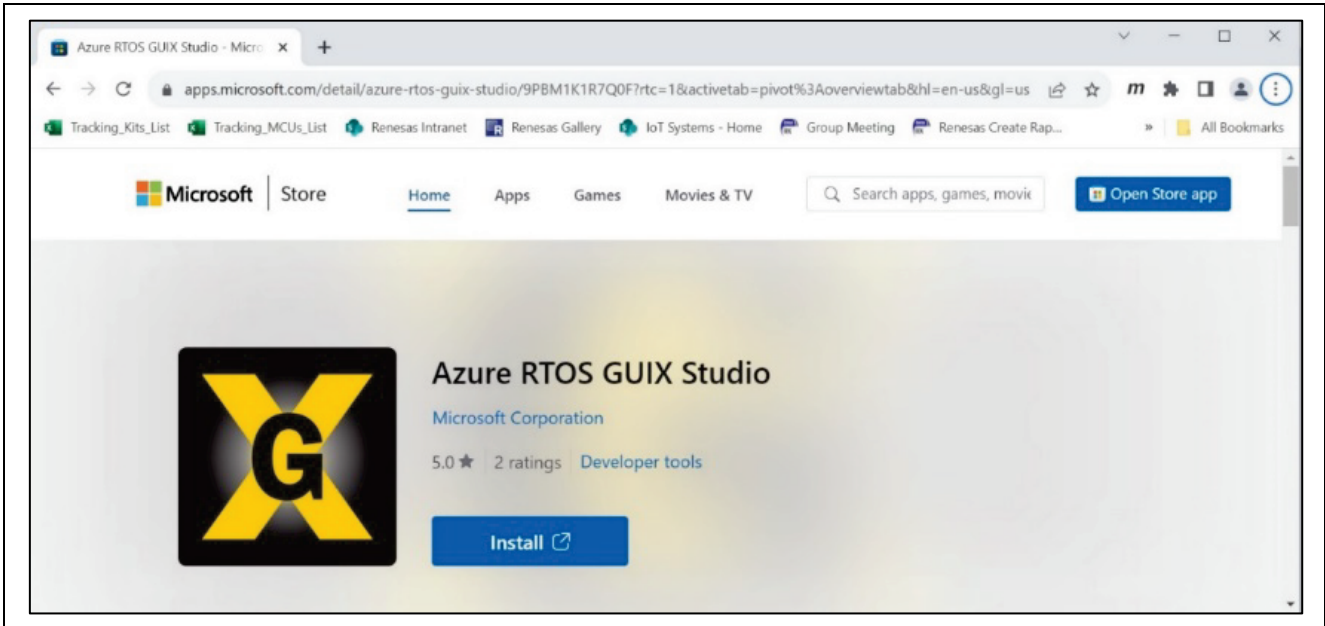 Azure RTOS GUIX Studio - Micro
apps.microsoft.com/detail/azure-rtos-guix-studio/9PBM1K1R7Q0F?rtc=1&activetab=pivot%3Aoverviewtab&hl=en-us&gl=us m
Tracking_Kits_List Tracking_MCUs_List Renesas Intranet R Renesas Gallery IoT Systems - Home Group Meeting Renesas Create Rap... » All Bookmarks
Microsoft Store Home Apps Games Movies & TV Search apps, games, movie Open Store app
Azure RTOS GUIX Studio
Microsoft Corporation
5.0 ★ 2 ratings Developer tools
X G
Install